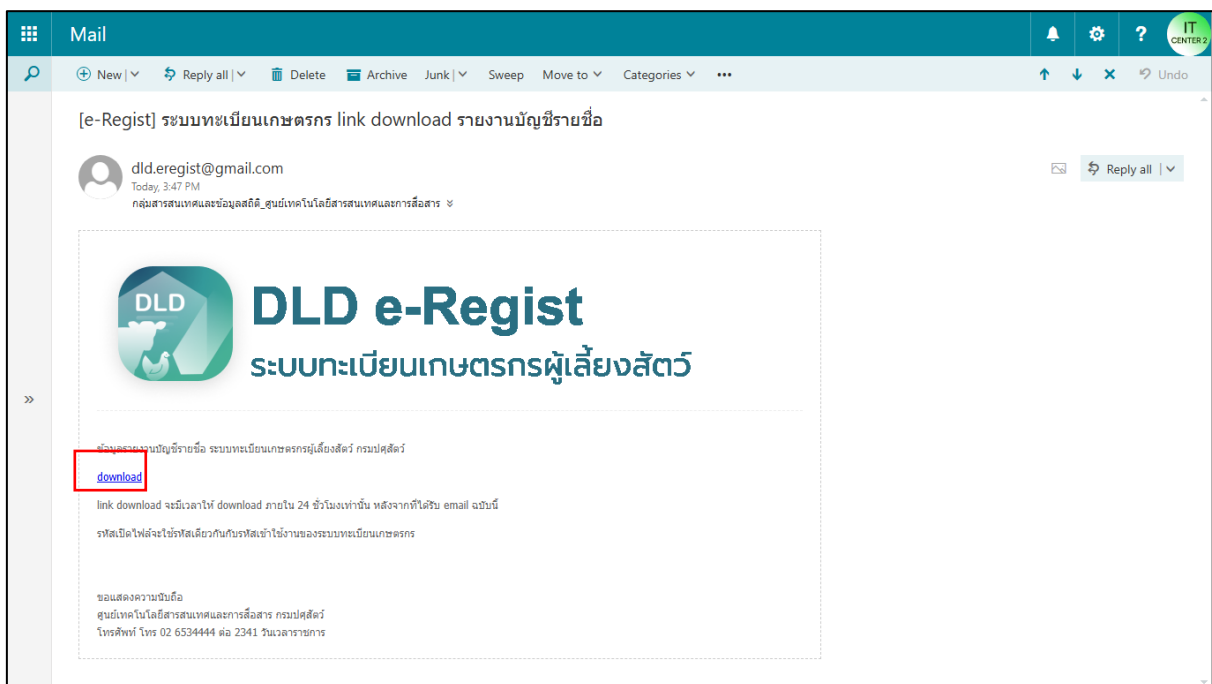 Mail
?
IT
CENTER 2
New
Reply all
Delete
Archive
Junk
Sweep
Move to
Categories
Undo
[e-Regist] ระบบทะเบียนเกษตรกร link download รายงานบัญชีรายชื่อ
dld.eregist@gmail.com
Reply all
Today, 3:47 PM
กลุ่มสารสนเทศและข้อมูลสถิติ_ศูนย์เทคโนโลยีสารสนเทศและการสื่อสาร
DLD
DLD e-Regist
ระบบทะเบียนเกษตรกรผู้เลี้ยงสัตว์
ข้อมูลรายงานบัญชีรายชื่อ ระบบทะเบียนเกษตรกรผู้เลี้ยงสัตว์ กรมปศุสัตว์
download
link download จะมีเวลาให้ download ภายใน 24 ชั่วโมงเท่านั้น หลังจากที่ได้รับ email ฉบับนี้
รหัสเปิดไฟล์จะใช้รหัสเดียวกันกับรหัสเข้าใช้งานของระบบทะเบียนเกษตรกร
ขอแสดงความนับถือ
ศูนย์เทคโนโลยีสารสนเทศและการสื่อสาร กรมปศุสัตว์
โทรศัพท์ โทร 02 6534444 ต่อ 2341 วันเวลาราชการ